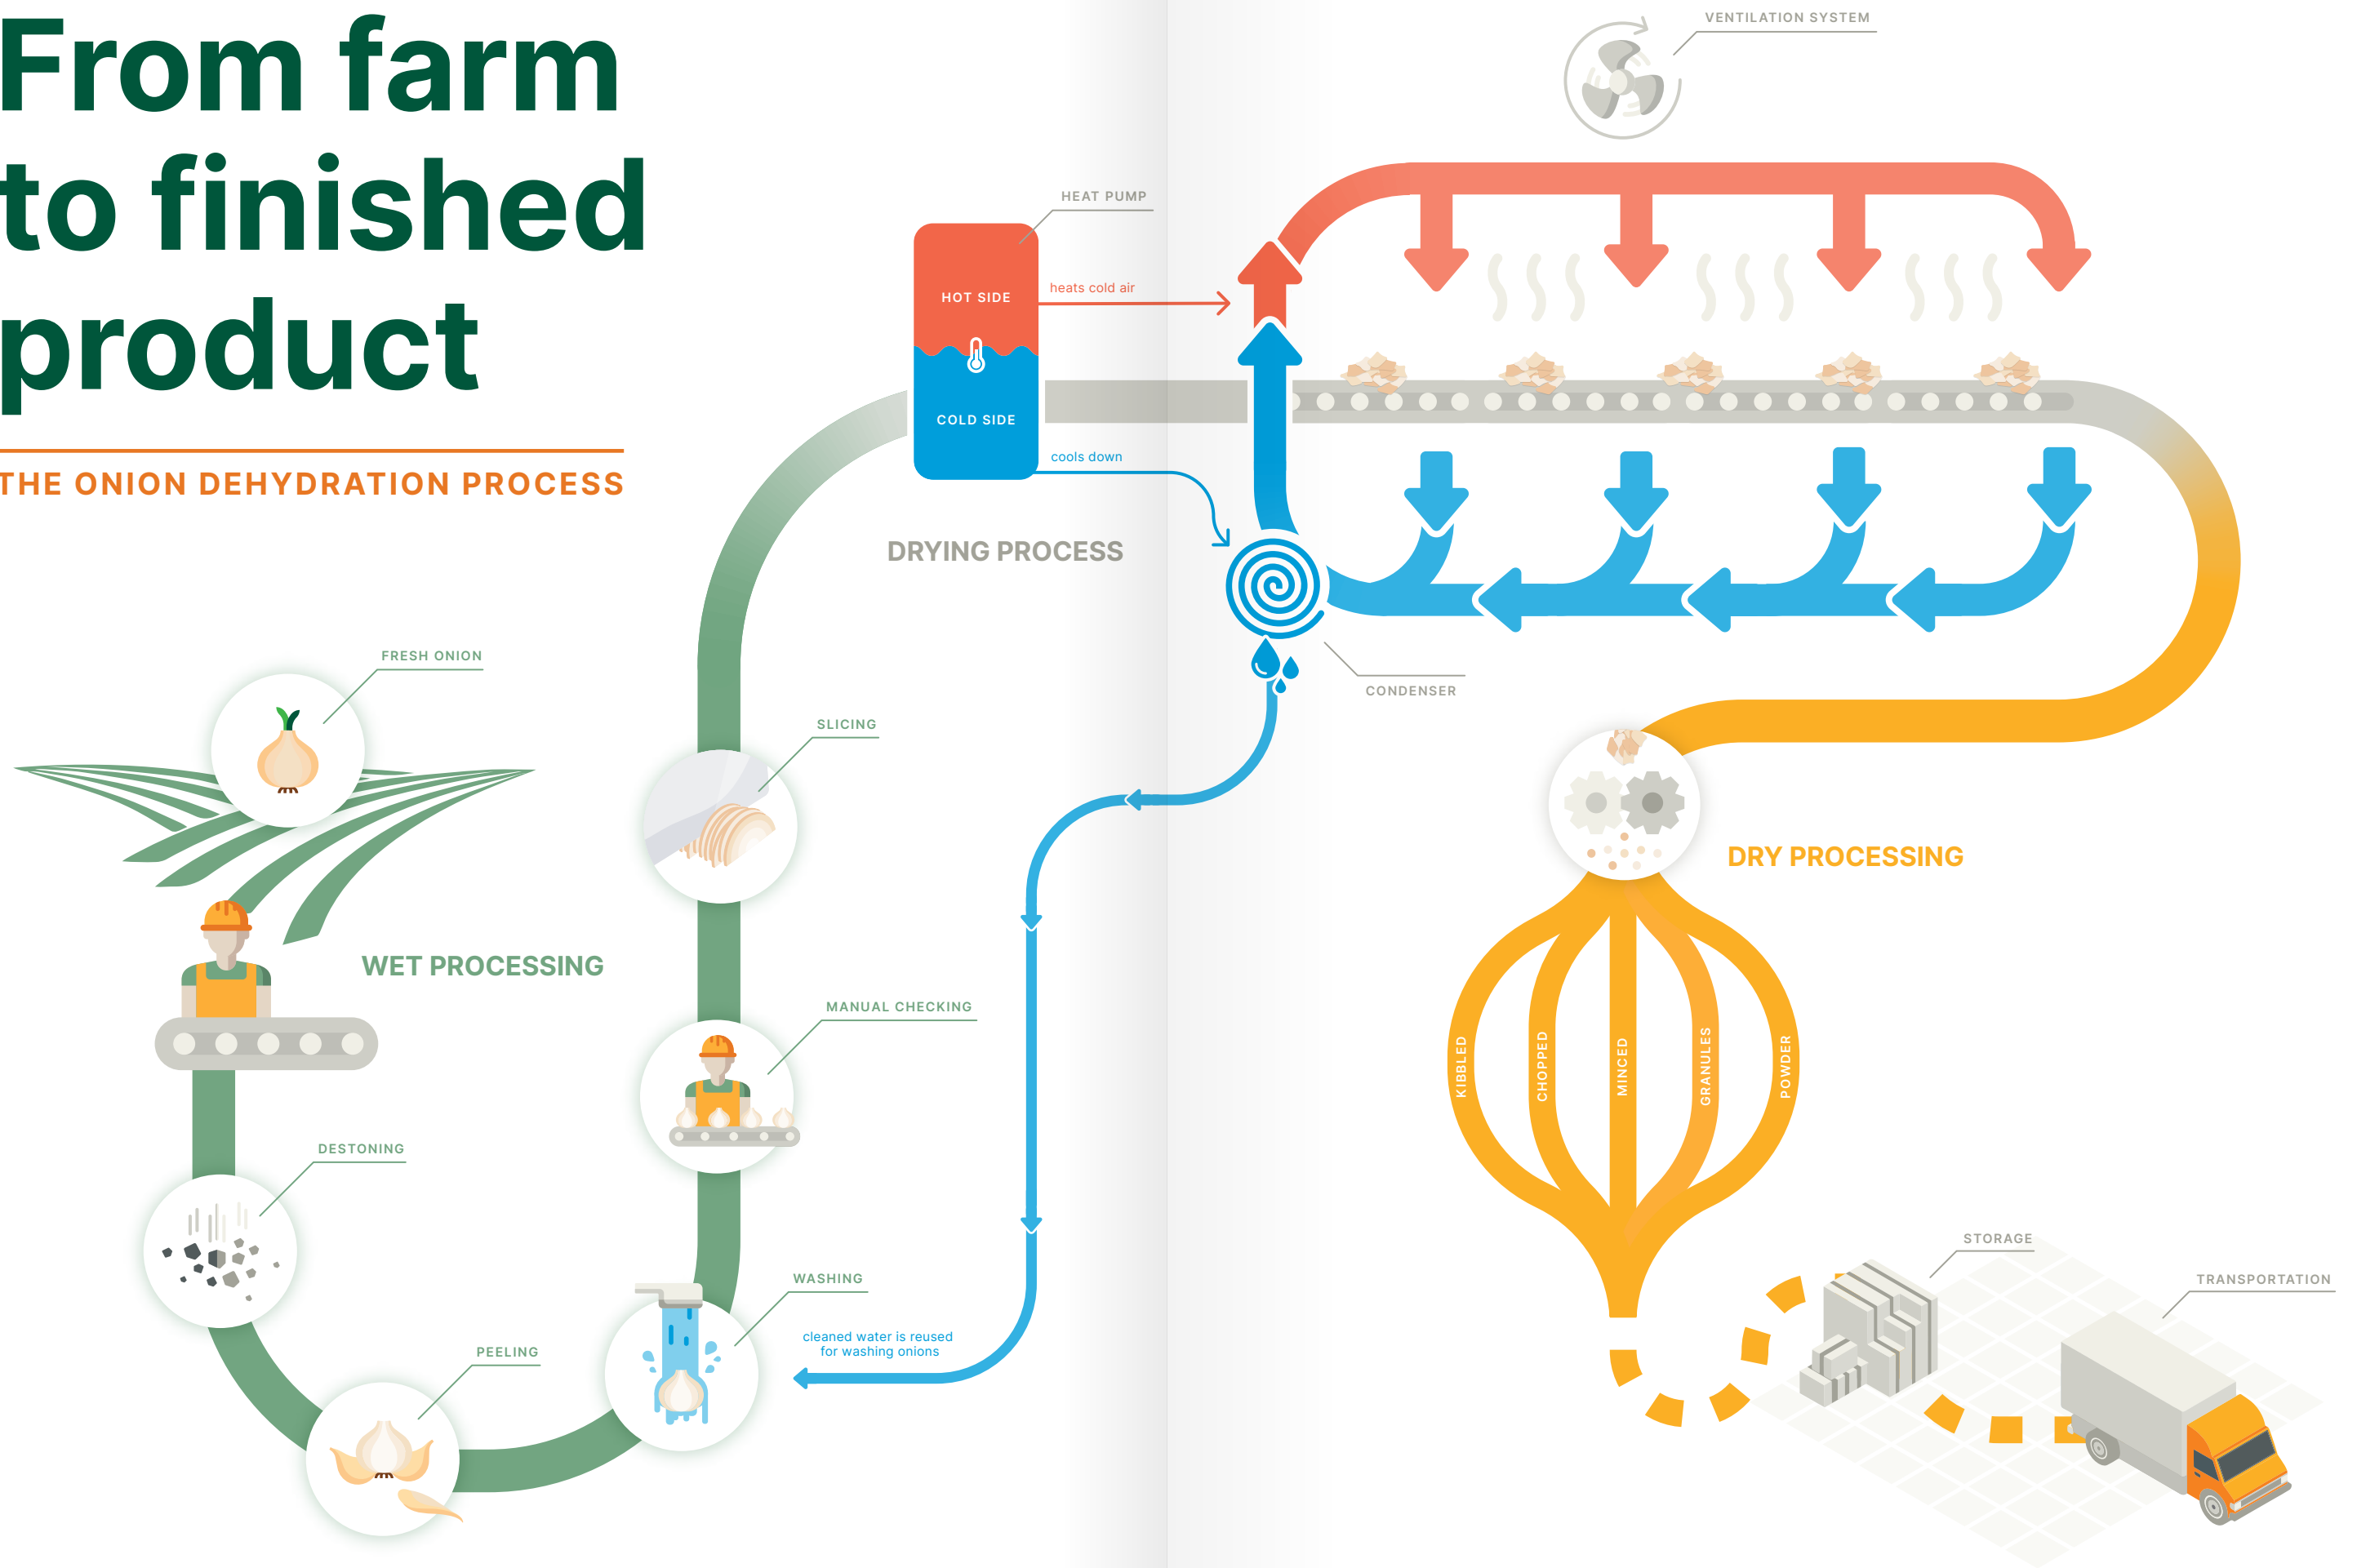 From farm
to finished
product
THE ONION DEHYDRATION PROCESS
FRESH ONION
WET PROCESSING
DESTONING
PEELING
WASHING
cleaned water is reused
for washing onions
MANUAL CHECKING
SLICING
DRYING PROCESS
HEAT PUMP
HOT SIDE
COLD SIDE
heats cold air
cools down
CONDENSER
VENTILATION SYSTEM
DRY PROCESSING
KIBBLED
CHOPPED
MINCED
GRANULES
POWDER
STORAGE
TRANSPORTATION